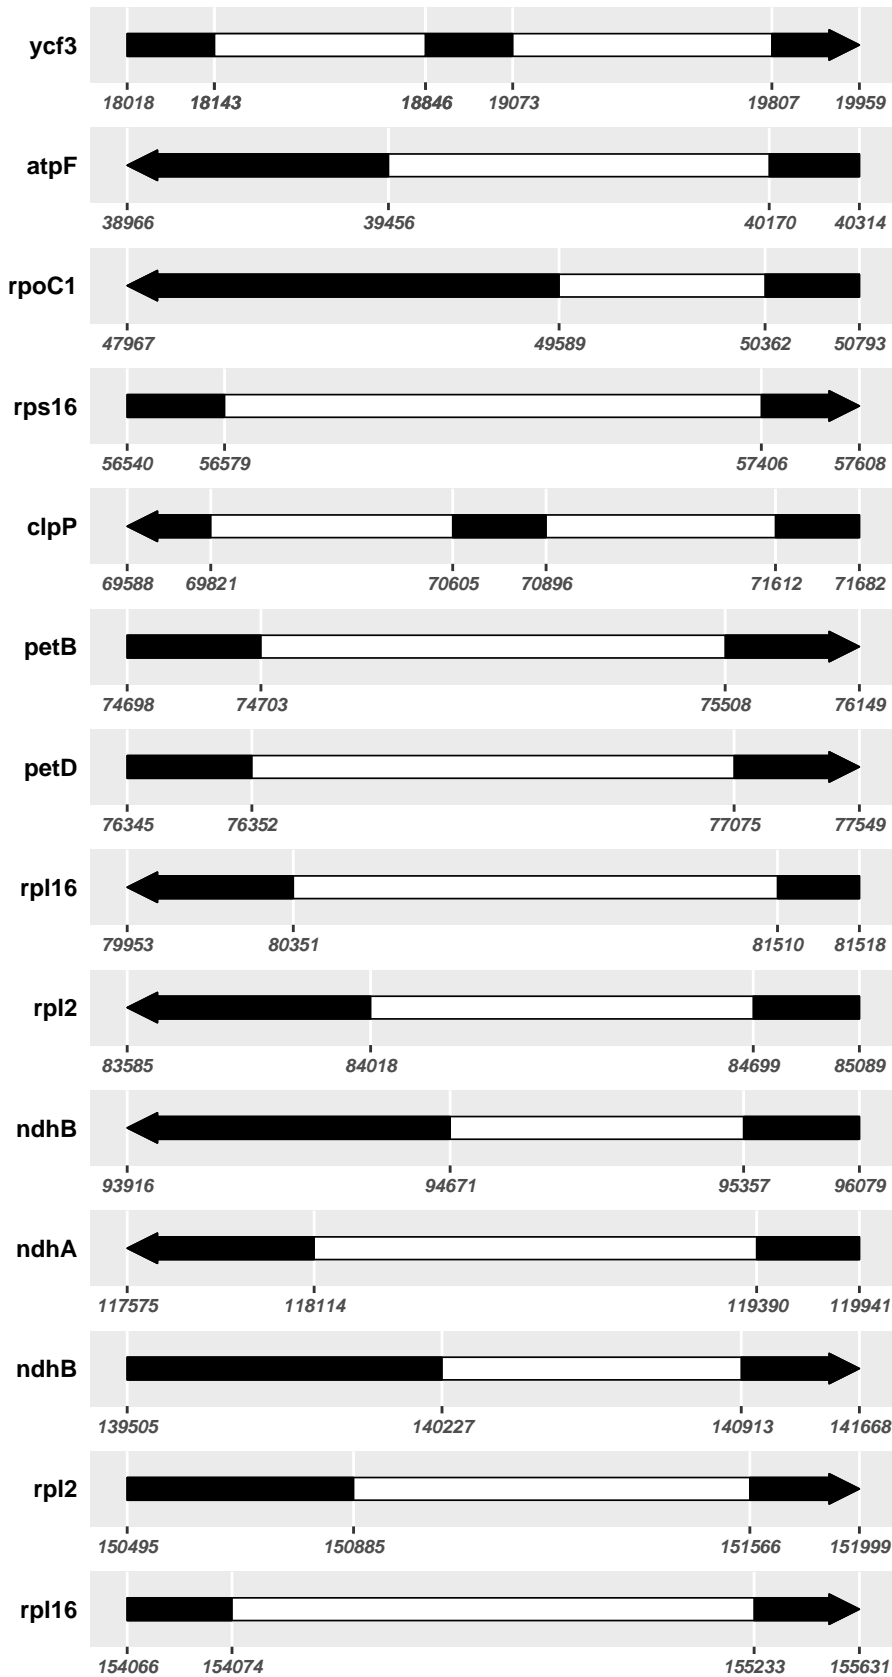 ycf3
18018 18143 18846 19073 19807 19959
atpF
38966 39456 40170 40314
rpoC1
47967 49589 50362 50793
rps16
56540 56579 57406 57608
clpP
69588 69821 70605 70896 71612 71682
petB
74698 74703 75508 76149
petD
76345 76352 77075 77549
rpl16
79953 80351 81510 81518
rpl2
83585 84018 84699 85089
ndhB
93916 94671 95357 96079
ndhA
117575 118114 119390 119941
ndhB
139505 140227 140913 141668
rpl2
150495 150885 151566 151999
rpl16
154066 154074 155233 155631